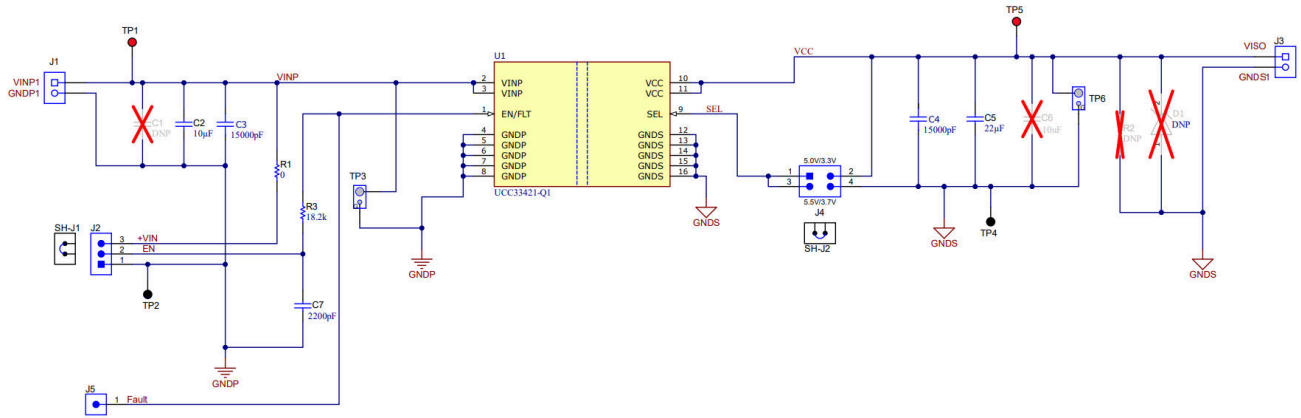 TP1
J1
VINP1
GNDP1
VINP
C1
DNP
C2
10µF
C3
15000pF
R1
0
R3
18.2k
SH-J1
J2
3
+VIN
2
EN
1
TP2
C7
2200pF
GNDP
J5
1
Fault
TP3
GNDP
U1
2
VINP
3
VINP
1
EN/FLT
4
GNDP
5
GNDP
6
GNDP
7
GNDP
8
GNDP
VCC
10
VCC
11
SEL
9
SEL
GNDS
12
GNDS
13
GNDS
14
GNDS
15
GNDS
16
UCC33421-Q1
GNDS
VCC
5.0V/3.3V
1
2
3
4
5.5V/3.7V
J4
SH-J2
C4
15000pF
C5
22µF
C6
10uF
TP5
TP6
TP4
GNDS
R2
DNP
D1
DNP
2
1
VISO
J3
GNDS1
GNDS